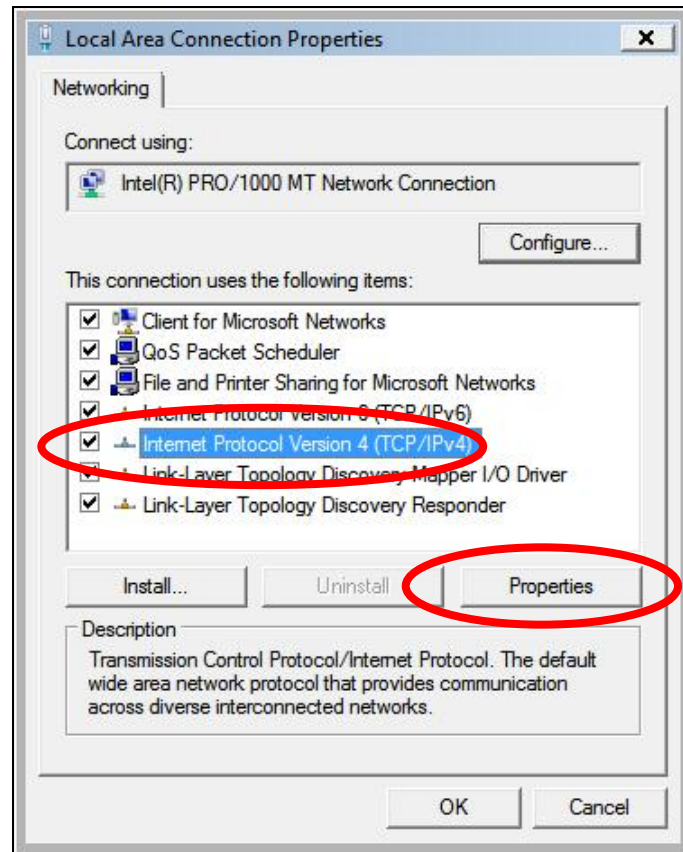 Local Area Connection Properties
Networking
Connect using:
Intel(R) PRO/1000 MT Network Connection
Configure...
This connection uses the following items:
Client for Microsoft Networks
QoS Packet Scheduler
File and Printer Sharing for Microsoft Networks
Internet Protocol Version 6 (TCP/IPv6)
Internet Protocol Version 4 (TCP/IPv4)
Link-Layer Topology Discovery Mapper I/O Driver
Link-Layer Topology Discovery Responder
Install... Uninstall Properties
Description
Transmission Control Protocol/Internet Protocol. The default
wide area network protocol that provides communication
across diverse interconnected networks.
OK Cancel